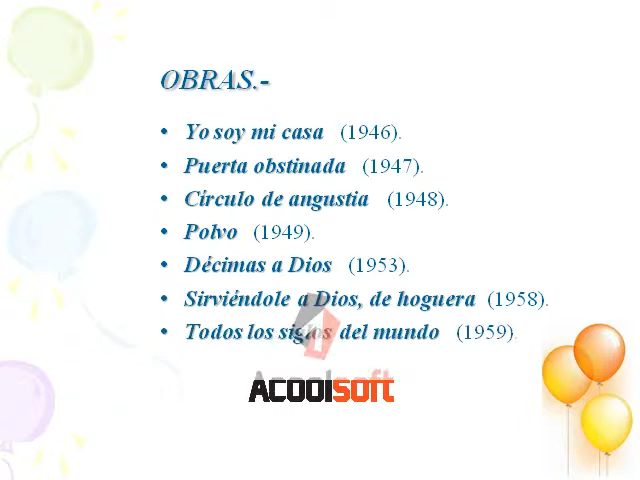 OBRAS.-
• Yo soy mi casa (1946).
• Puerta obstinada (1947).
• Círculo de angustia (1948).
• Polvo (1949).
• Décimas a Dios (1953).
• Sirviéndole a Dios, de hoguera (1958).
• Todos los siglos del mundo (1959).
Acoolsoft
ACOOlSOFT